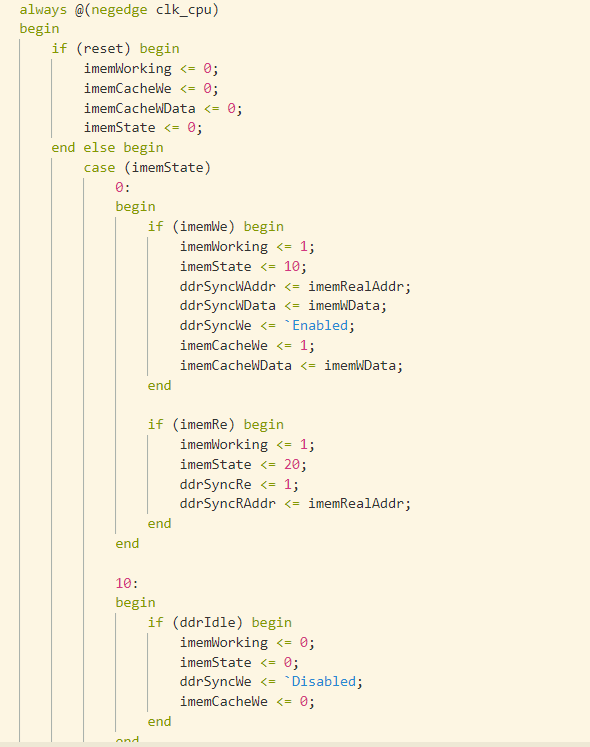 always @(negedge clk_cpu)
begin
if (reset) begin
imemWorking <= 0;
imemCacheWe <= 0;
imemCacheWData <= 0;
imemState <= 0;
end else begin
case (imemState)
0:
begin
if (imemWe) begin
imemWorking <= 1;
imemState <= 10;
ddrSyncWAddr <= imemRealAddr;
ddrSyncWData <= imemWData;
ddrSyncWe <= `Enabled;
imemCacheWe <= 1;
imemCacheWData <= imemWData;
end
if (imemRe) begin
imemWorking <= 1;
imemState <= 20;
ddrSyncRe <= 1;
ddrSyncRAddr <= imemRealAddr;
end
end
10:
begin
if (ddrIdle) begin
imemWorking <= 0;
imemState <= 0;
ddrSyncWe <= `Disabled;
imemCacheWe <= 0;
end
end